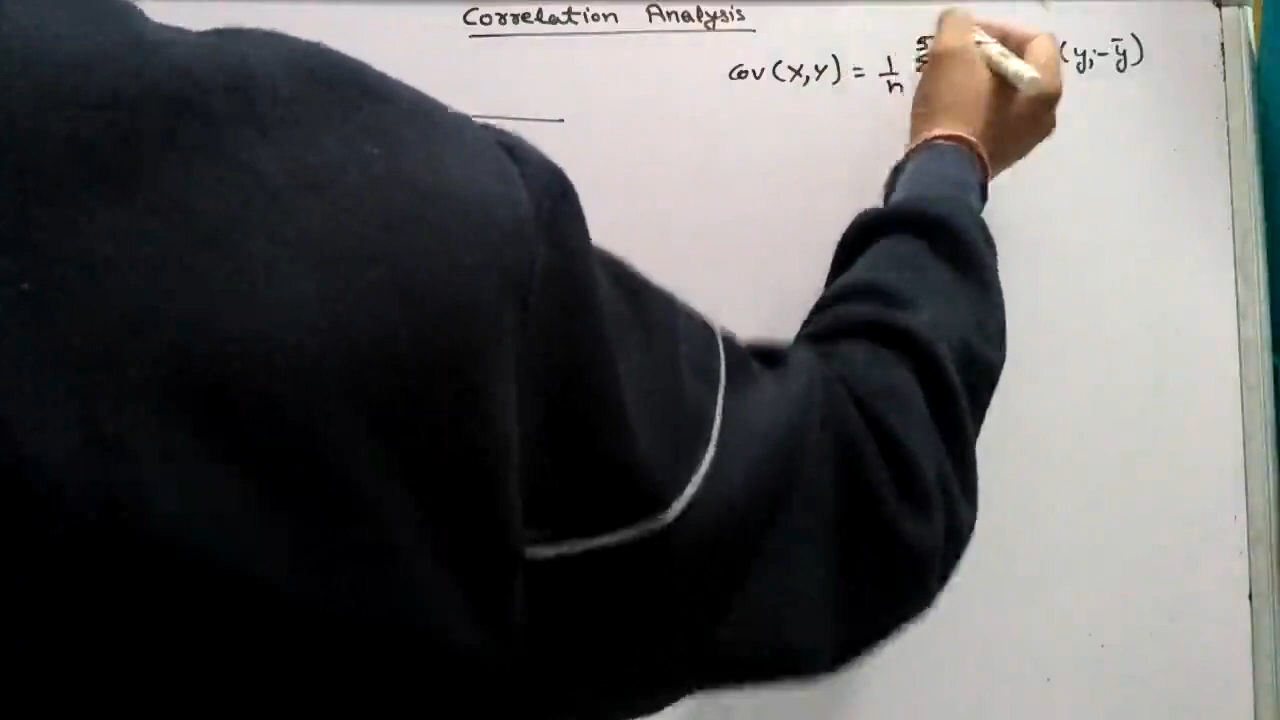 Correlation Analysis
Cov(X,Y) = 1/n (yᵢ-ȳ)